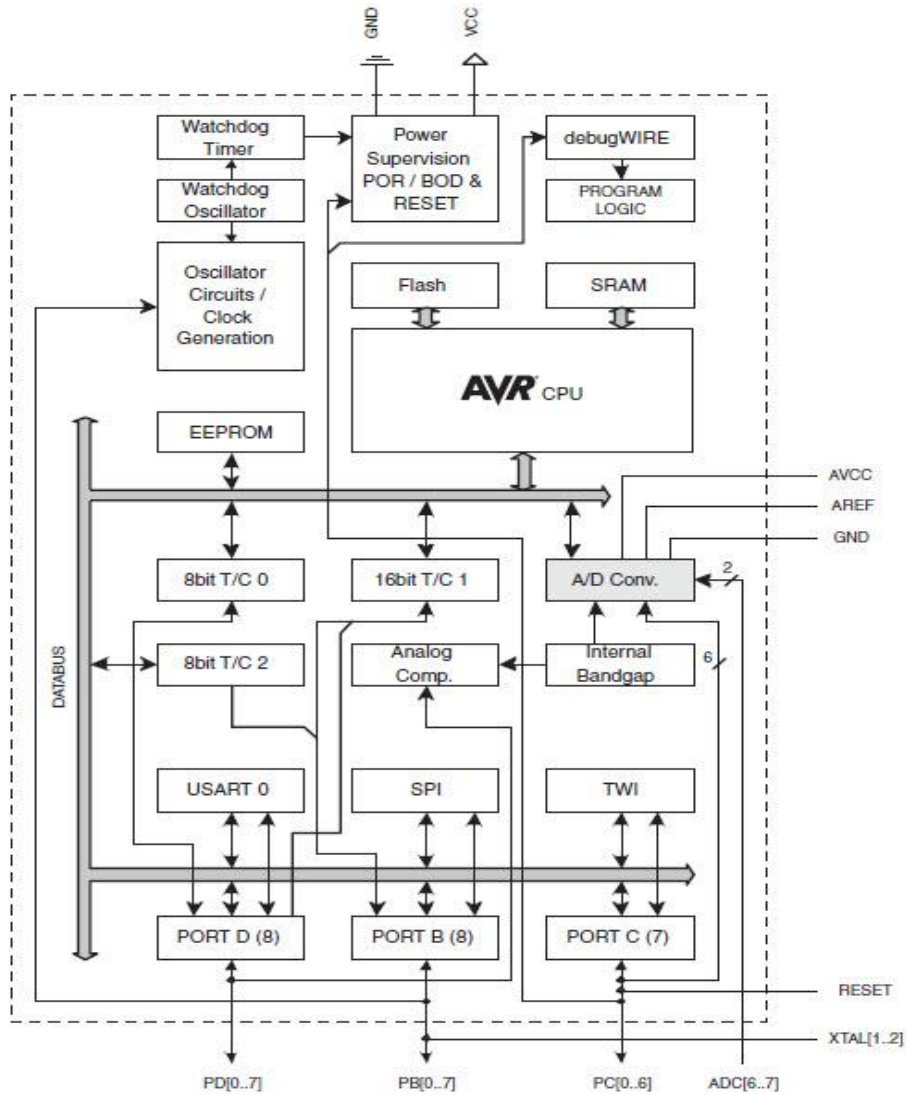 GND
VCC
Watchdog
Timer
Power
Supervision
POR / BOD &
RESET
debugWIRE
Watchdog
Oscillator
PROGRAM
LOGIC
Oscillator
Circuits /
Clock
Generation
Flash
SRAM
AVR CPU
EEPROM
AVCC
AREF
GND
8bit T/C 0
16bit T/C 1
A/D Conv.
2
DATABUS
8bit T/C 2
Analog
Comp.
Internal
Bandgap
6
USART 0
SPI
TWI
PORT D (8)
PORT B (8)
PORT C (7)
RESET
XTAL[1..2]
PD[0..7]
PB[0..7]
PC[0..6]
ADC[6..7]